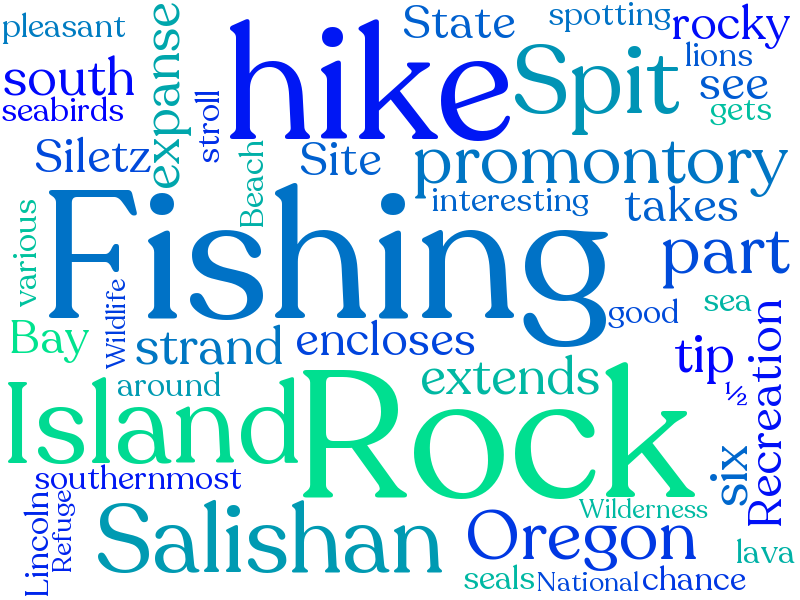 pleasant
expanse
hike
State
spotting
rocky
south
seabirds
stroll
Spit
lions
see
gets
Siletz
Beach
Site
promontory
interesting
takes
various
Fishing
part
Wildlife
good
sea
Bay
strand
encloses
tip
Recreation
½
around
extends
Island
Rock
six
southernmost
Lincoln
Refuge
Salishan
Oregon
Wilderness
lava
seals
National
chance